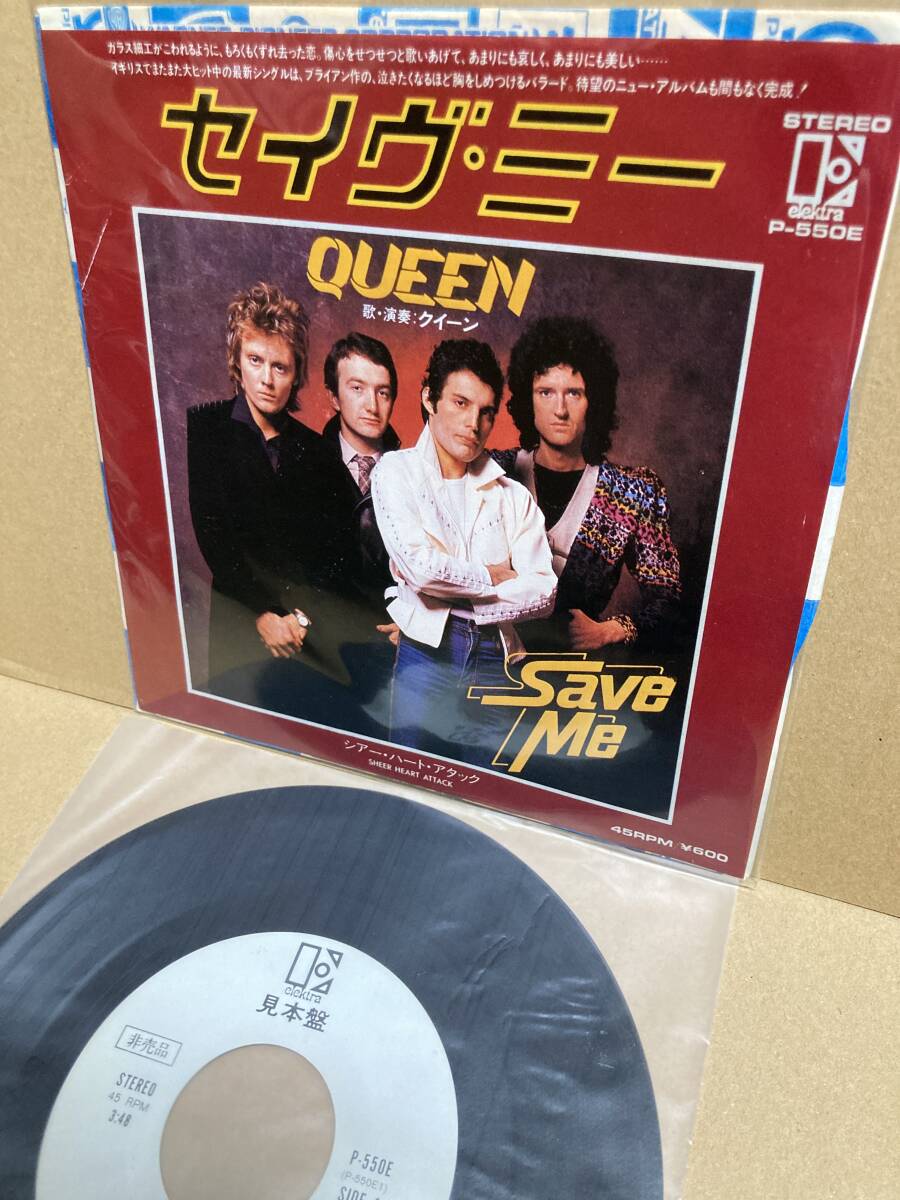 ガラス細工がこわれるように、もろくもくずれ去った恋。傷心をせつせつと歌いあげて、あまりにも哀しく、あまりにも美しい……
イギリスでまたまた大ヒット中の最新シングルは、ブライアン作の、泣きたくなるほど胸をしめつけるバラード。待望のニュー・アルバムも間もなく完成！
セイヴ・ミー
STEREO
elektra
P-550E
QUEEN
歌・演奏：クイーン
Save
Me
シアー・ハート・アタック
SHEER HEART ATTACK
45RPM/¥600
elektra
見本盤
非売品
STEREO
45 RPM
3:48
P-550E
(P-550E1)
SIDE